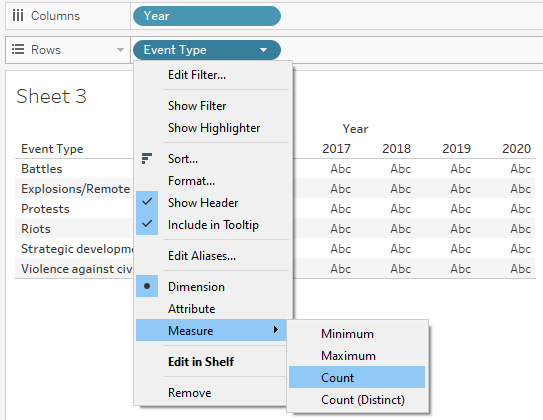 Columns Year
Rows Event Type
Sheet 3
Year
Event Type 2017 2018 2019 2020
Battles Abc Abc Abc Abc
Explosions/Remote Abc Abc Abc Abc
Protests Abc Abc Abc Abc
Riots Abc Abc Abc Abc
Strategic developm Abc Abc Abc Abc
Violence against civ Abc Abc Abc Abc
Edit Filter...
Show Filter
Show Highlighter
Sort...
Format...
Show Header
Include in Tooltip
Edit Aliases...
Dimension
Attribute
Measure
Edit in Shelf
Remove
Minimum
Maximum
Count
Count (Distinct)